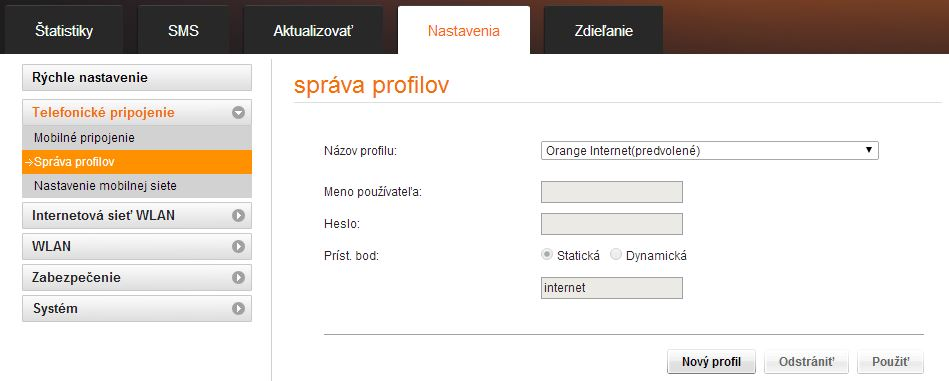 Štatistiky SMS Aktualizovať Nastavenia Zdieľanie
Rýchle nastavenie
Telefonické pripojenie
Mobilné pripojenie
Správa profilov
Nastavenie mobilnej siete
Internetová sieť WLAN
WLAN
Zabezpečenie
Systém
správa profilov
Názov profilu: Orange Internet(predvolené)
Meno používateľa:
Heslo:
Príst. bod: Statická Dynamická
internet
Nový profil Odstrániť Použiť